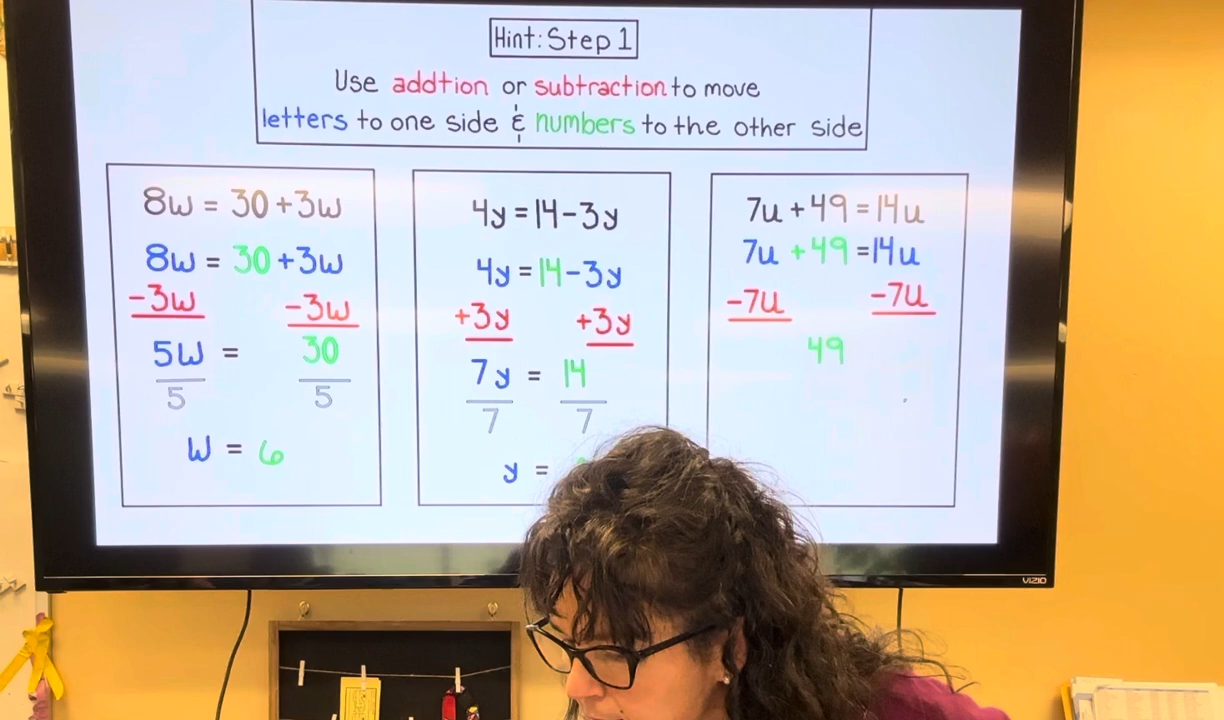 Hint: Step 1
Use addtion or subtraction to move
letters to one side & numbers to the other side
8w = 30 + 3w
8w = 30 + 3w
-3w -3w
5w = 30
5 5
w = 6
4y = 14 - 3y
4y = 14 - 3y
+3y +3y
7y = 14
7 7
y =
7u + 49 = 14u
7u + 49 = 14u
-7u -7u
49
VIZIO